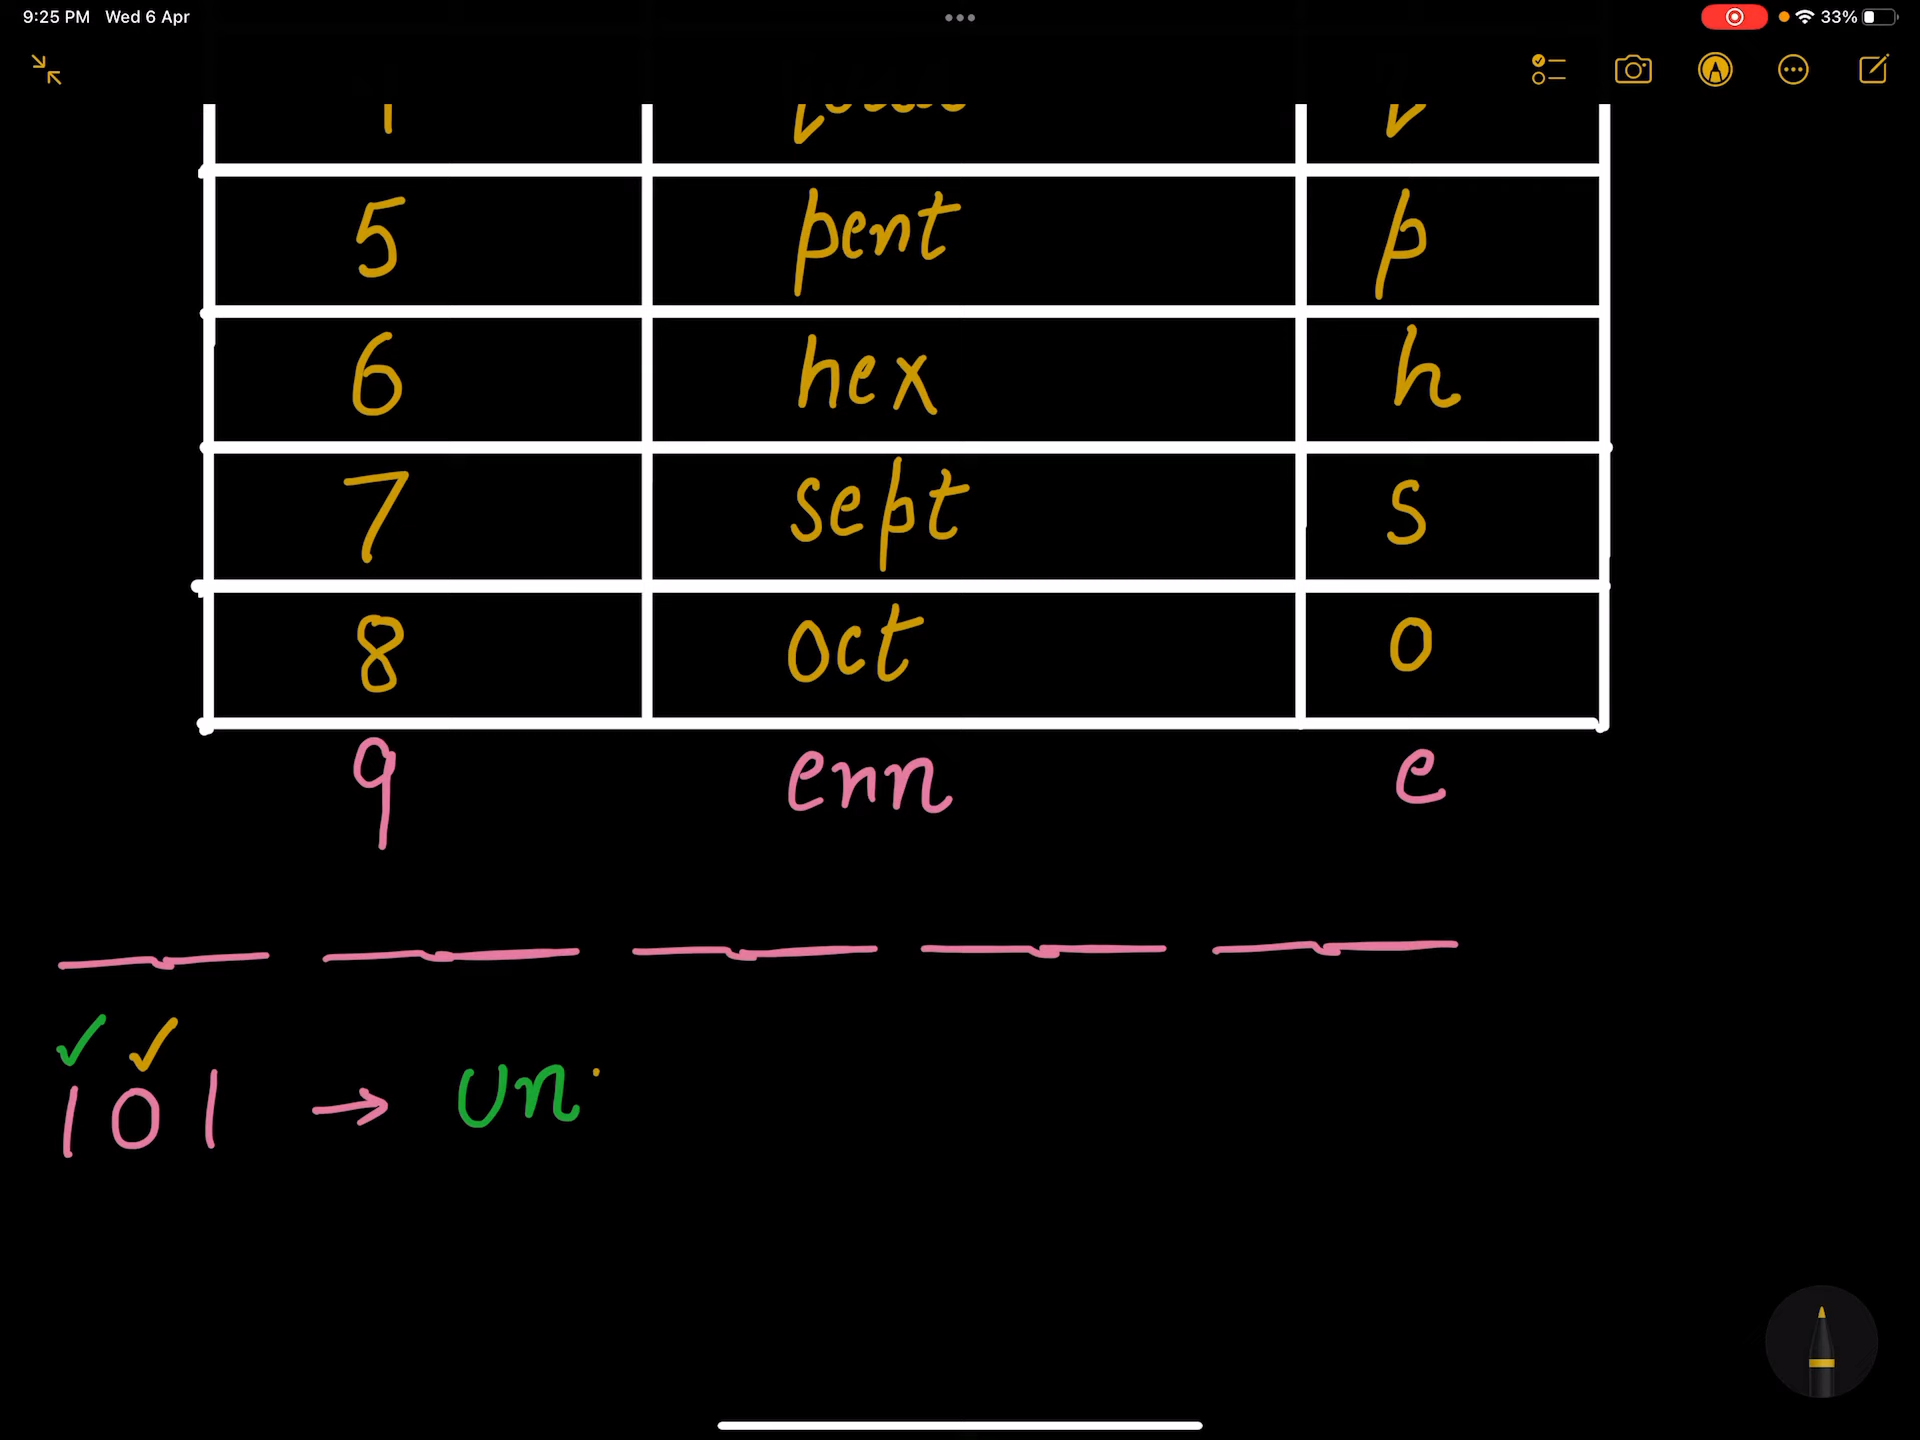 9:25 PM Wed 6 Apr 33%
5 pent p
6 hex h
7 sept s
8 oct o
9 enn e
101 → un